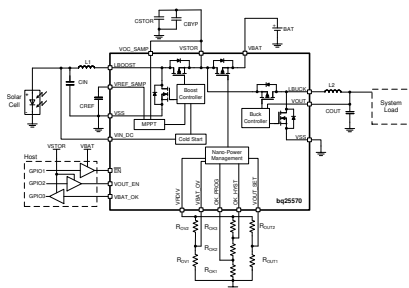 CSTOR
CBYP
BAT
VOC_SAMP
VSTOR
VBAT
L1
LBOOST
Solar
Cell
CIN
VREF_SAMP
CREF
Boost
Controller
LBUCK
L2
VOUT
System
Load
COUT
VSS
MPPT
Buck
Controller
VSS
VIN_DC
Cold Start
VSTOR
VBAT
Host
Nano-Power
Management
GPIO1
EN
GPIO2
VOUT_EN
GPIO3
VBAT_OK
VRDIV
VBAT_OV
OK_PROG
OK_HYST
VOUT_SET
bq25570
ROV2
ROK3
ROUT2
ROK2
ROV1
ROUT1
ROK1